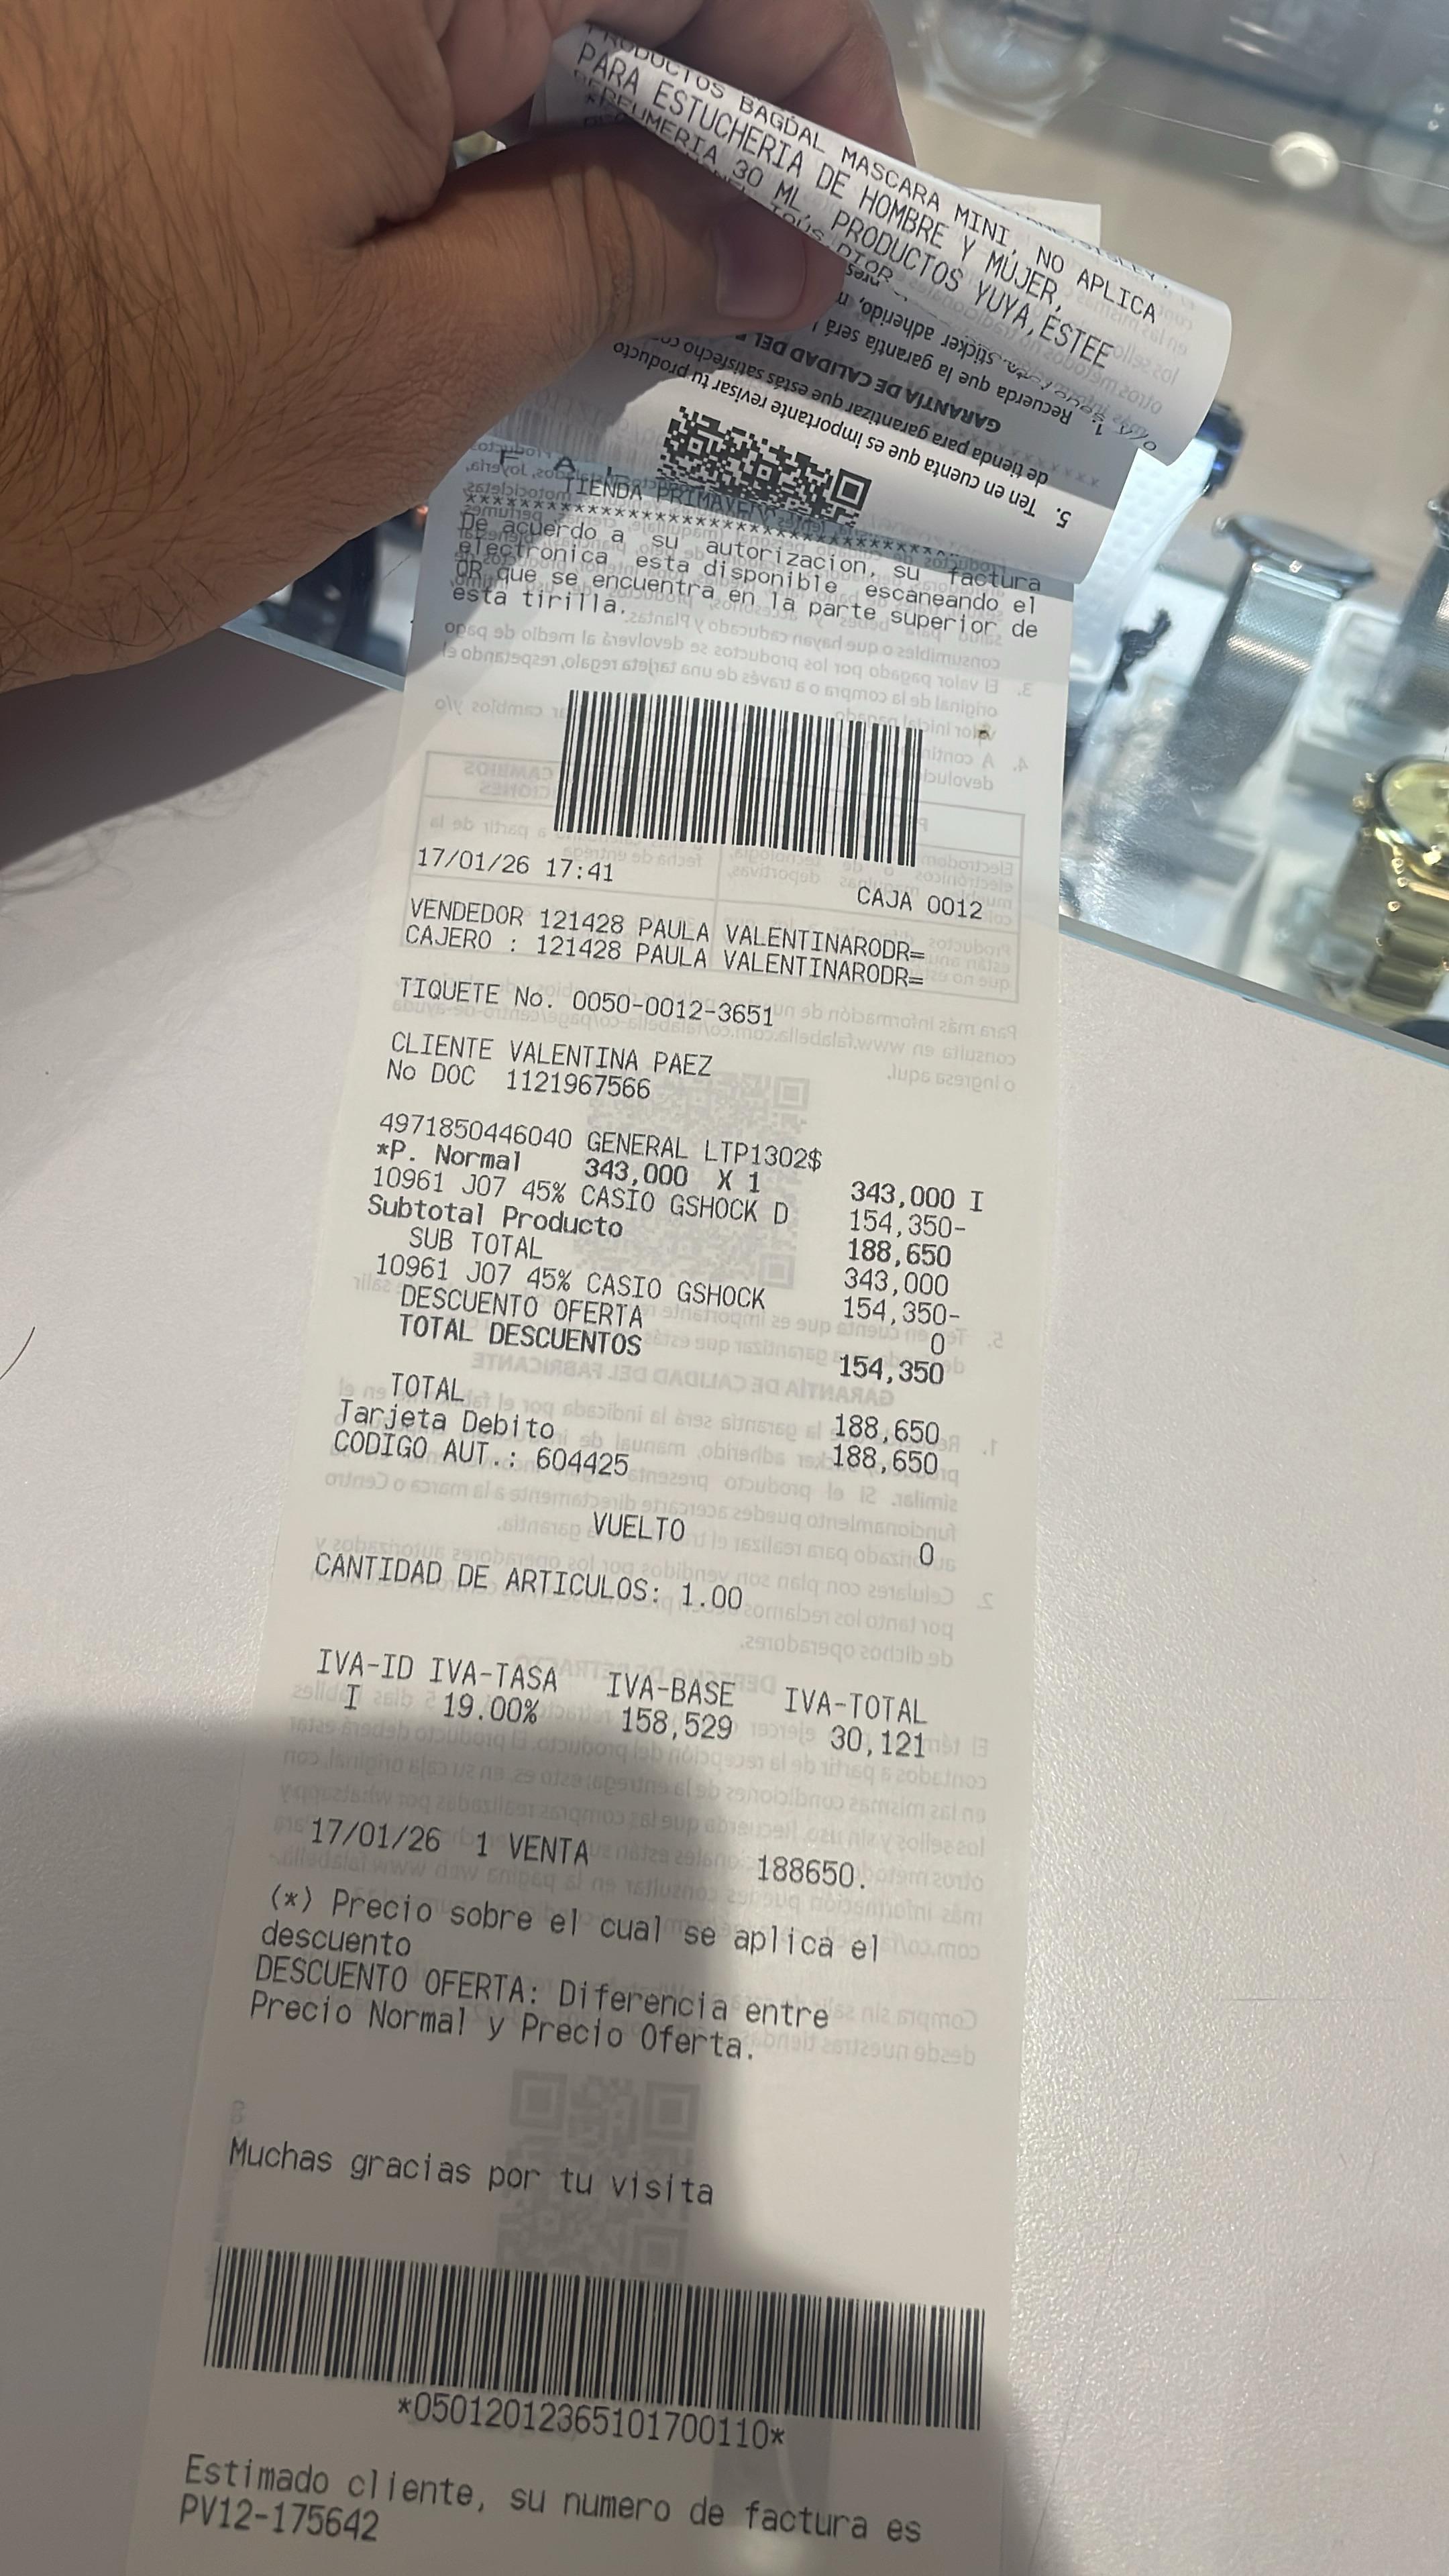 PRODUCTOS BAGDAL MASCARA MINI, NO APLICA
PARA ESTUCHERIA DE HOMBRE Y MUJER,
PERFUMERIA 30 ML, PRODUCTOS YUYA, ESTEE
5. Ten en cuenta que es importante revisar tu producto
de tienda para garantizar que estás satisfecho
GARANTÍA DE CALIDAD DEL
1. Recuerda que la garantía será
sticker adherido,
TIENDA PRIMAVERA
De acuerdo a su autorizacion, su factura
electronica esta disponible escaneando el
QR que se encuentra en la parte superior de
esta tirilla.
17/01/26 17:41 CAJA 0012
VENDEDOR 121428 PAULA VALENTINARODR=
CAJERO : 121428 PAULA VALENTINARODR=
TIQUETE No. 0050-0012-3651
CLIENTE VALENTINA PAEZ
No DOC 1121967566
4971850446040 GENERAL LTP1302$
*P. Normal 343,000 X 1 343,000 I
10961 J07 45% CASIO GSHOCK D 154,350-
Subtotal Producto 188,650
SUB TOTAL 343,000
10961 J07 45% CASIO GSHOCK 154,350-
DESCUENTO OFERTA 0
TOTAL DESCUENTOS 154,350
TOTAL 188,650
Tarjeta Debito 188,650
CODIGO AUT.: 604425
VUELTO 0
CANTIDAD DE ARTICULOS: 1.00
IVA-ID IVA-TASA IVA-BASE IVA-TOTAL
I 19.00% 158,529 30,121
17/01/26 1 VENTA 188650.
(*) Precio sobre el cual se aplica el
descuento
DESCUENTO OFERTA: Diferencia entre
Precio Normal y Precio Oferta.
Muchas gracias por tu visita
*05012012365101700110*
Estimado cliente, su numero de factura es
PV12-175642